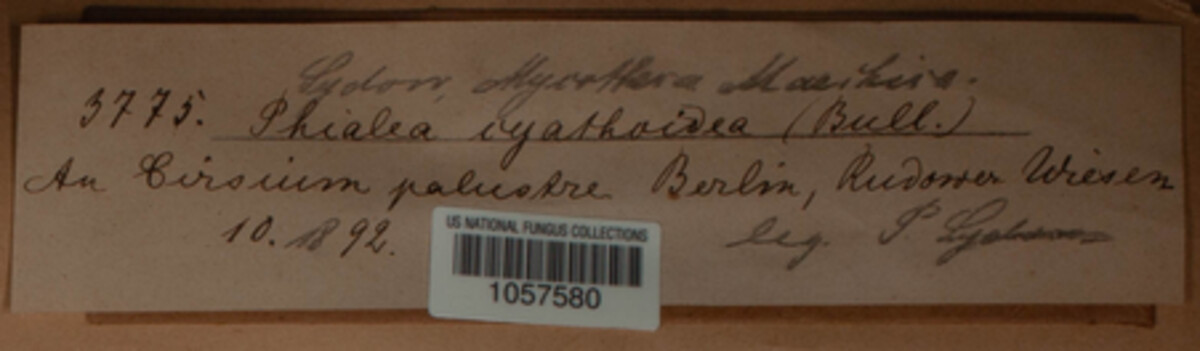 Sydow, Mycotheca Marchica.
3775. Phialea cyathoidea (Bull.)
An Cirsium palustre Berlin, Rudower Wiesen
10. 1892.
leg. P Sydow
US NATIONAL FUNGUS COLLECTIONS
1057580